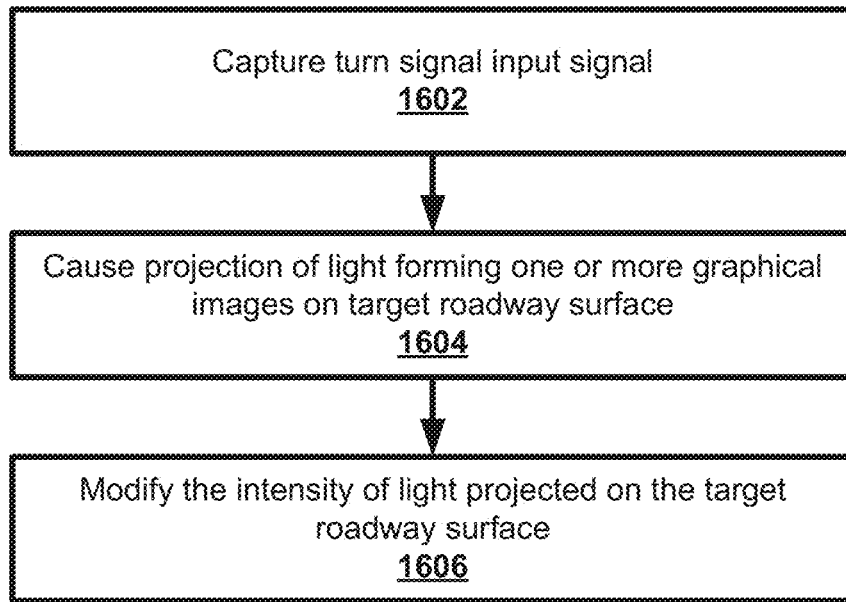 Capture turn signal input signal
1602
Cause projection of light forming one or more graphical
images on target roadway surface
1604
Modify the intensity of light projected on the target
roadway surface
1606